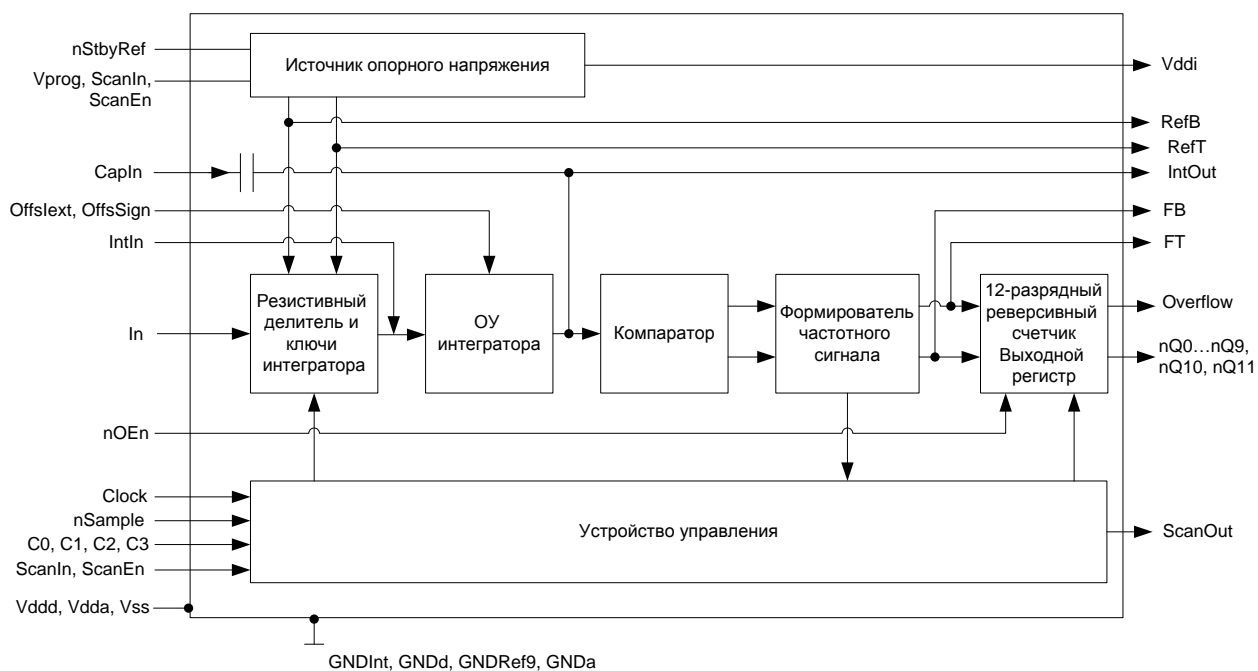 nStbyRef
Источник опорного напряжения
Vddi
Vprog, ScanIn,
ScanEn
RefB
RefT
CapIn
IntOut
OffsIext, OffsSign
FB
IntIn
FT
In
Резистивный
делитель и
ключи
интегратора
ОУ
интегратора
Компаратор
Формирователь
частотного
сигнала
12-разрядный
реверсивный
счетчик
Выходной
регистр
Overflow
nQ0…nQ9,
nQ10, nQ11
nOEn
Clock
nSample
C0, C1, C2, C3
ScanIn, ScanEn
Устройство управления
ScanOut
Vddd, Vdda, Vss
GNDInt, GNDd, GNDRef9, GNDa